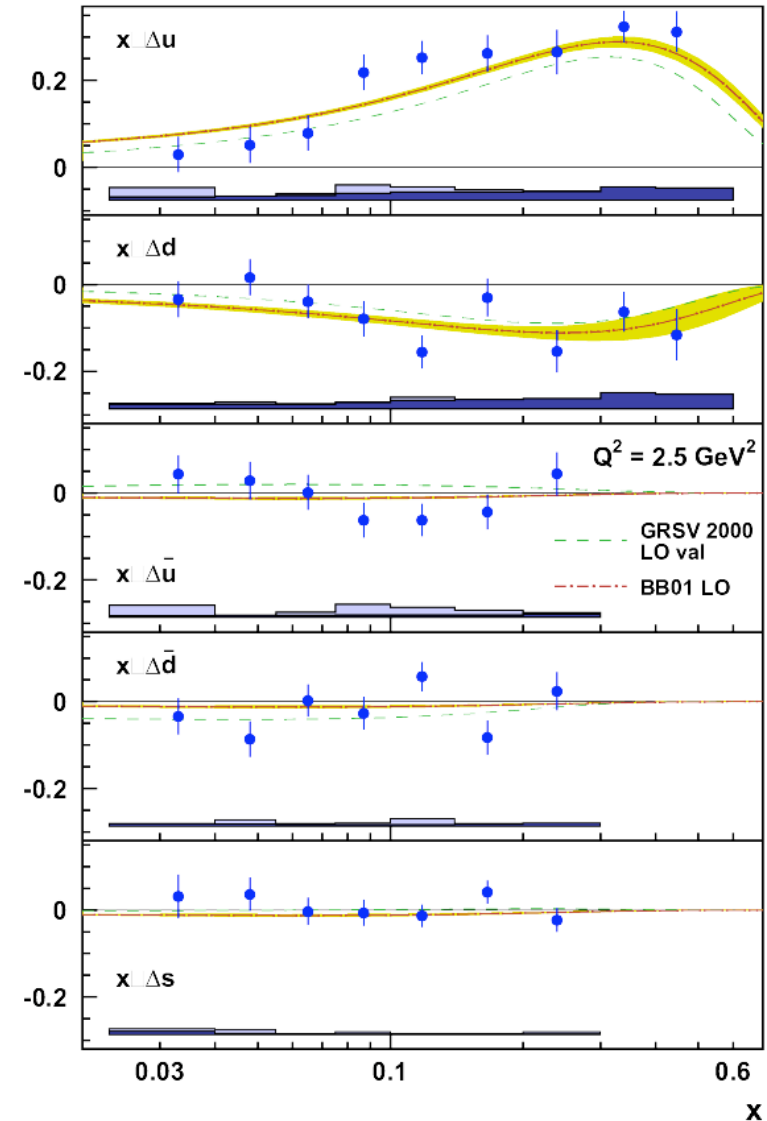 x□Δu
0.2
0
x□Δd
0
-0.2
Q² = 2.5 GeV²
0
GRSV 2000
LO val
BB01 LO
-0.2
x□Δū
x□Δd̄
0
-0.2
0
x□Δs
-0.2
0.03 0.1 0.6
x